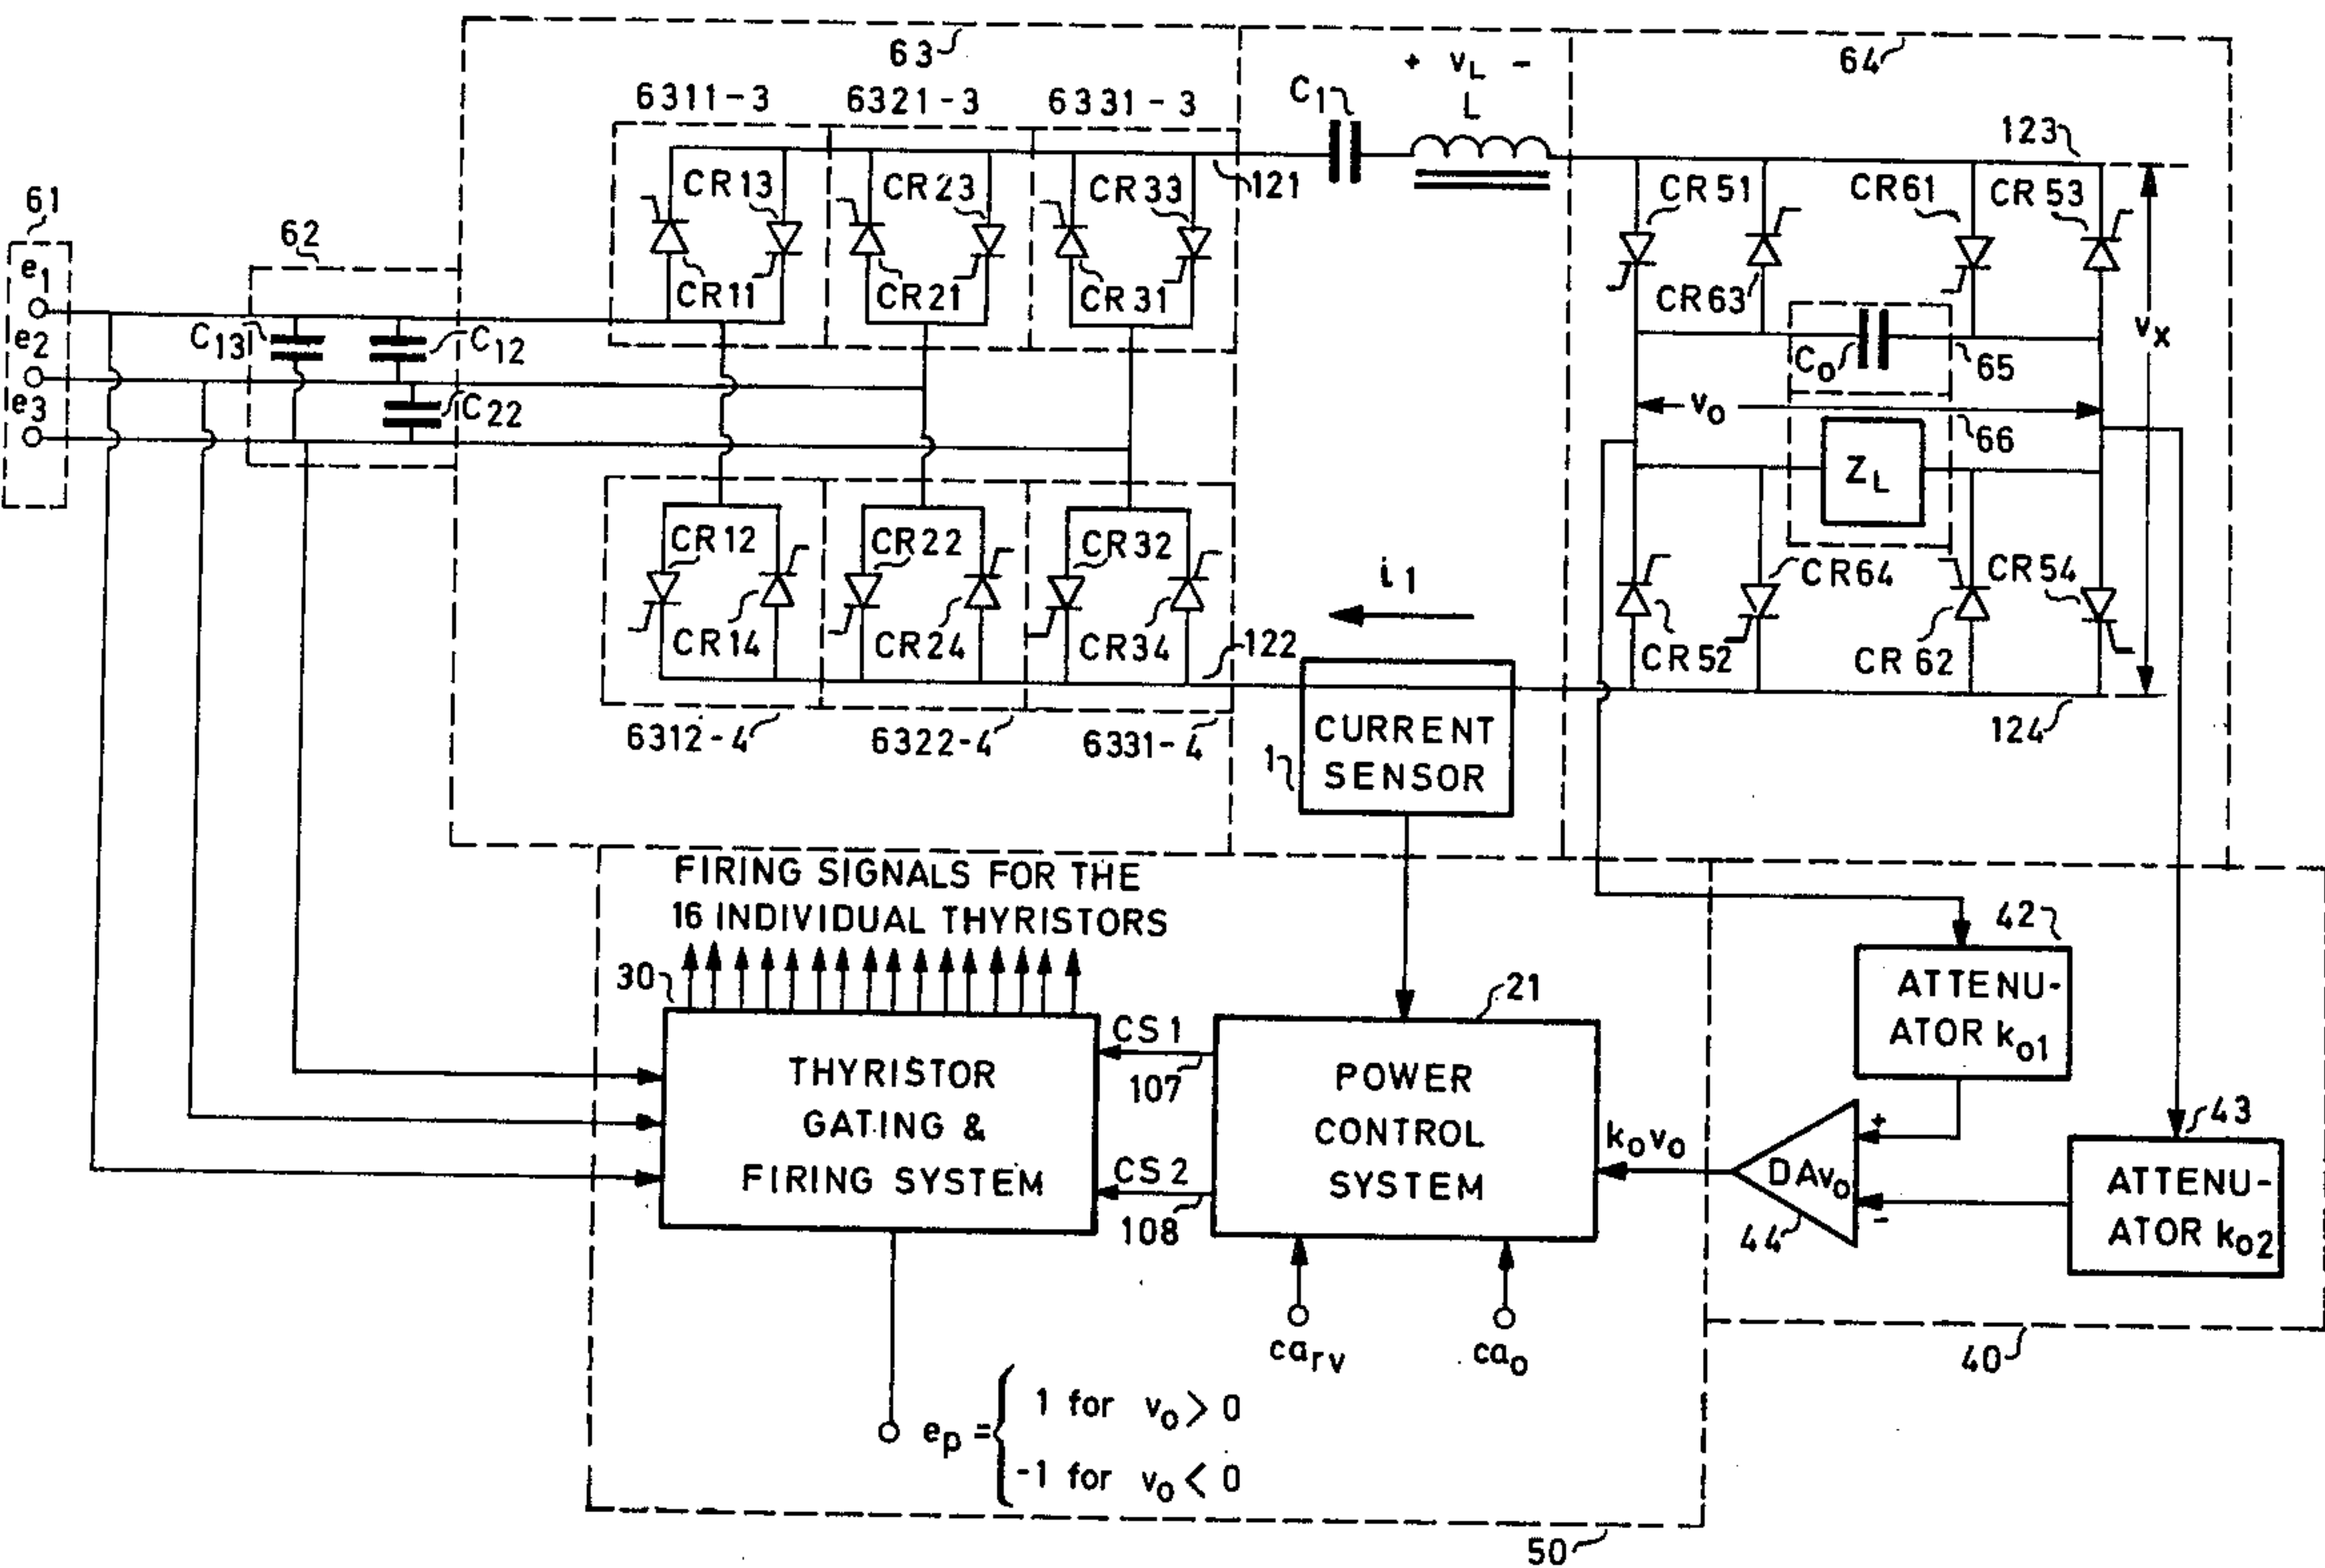 63
64
+ vL -
C1
L
6311-3
6321-3
6331-3
123
CR13
CR23
CR33
121
CR51
CR61
CR53
61
62
e1
CR11
CR21
CR31
CR63
vx
C13
C12
e2
Co
65
e3
C22
vo
66
ZL
CR12
CR22
CR32
i1
CR64
CR54
CR14
CR24
CR34
122
CR52
CR62
6312-4
6322-4
6331-4
124
1
CURRENT
SENSOR
FIRING SIGNALS FOR THE
16 INDIVIDUAL THYRISTORS
42
30
21
ATTENU-
ATOR ko1
CS1
107
THYRISTOR
GATING &
FIRING SYSTEM
POWER
CONTROL
SYSTEM
43
+
kovo
DAvo
-
44
CS2
108
ATTENU-
ATOR ko2
carv
cao
40
ep = { 1 for vo > 0
-1 for vo < 0
50